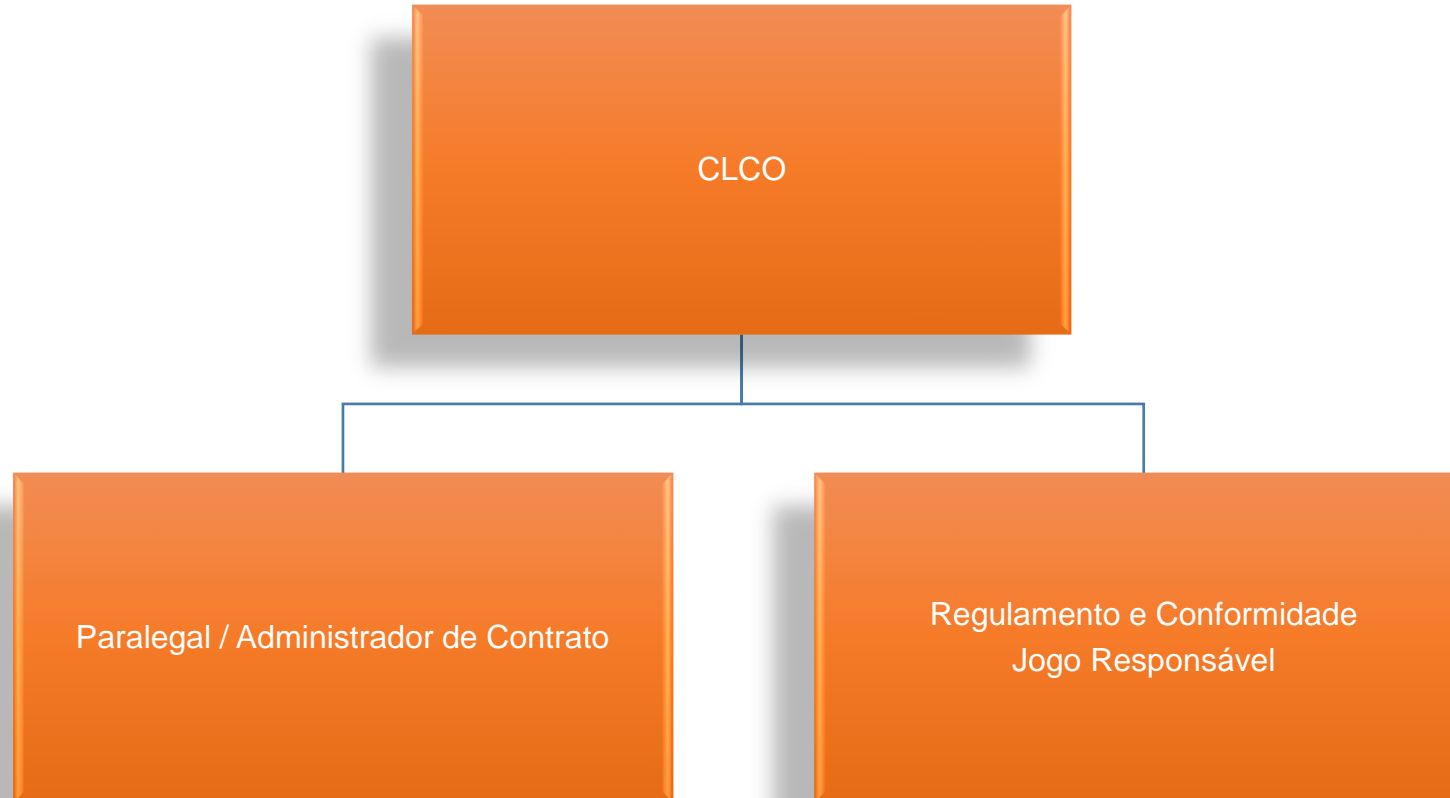 CLCO
Paralegal / Administrador de Contrato
Regulamento e Conformidade
Jogo Responsável